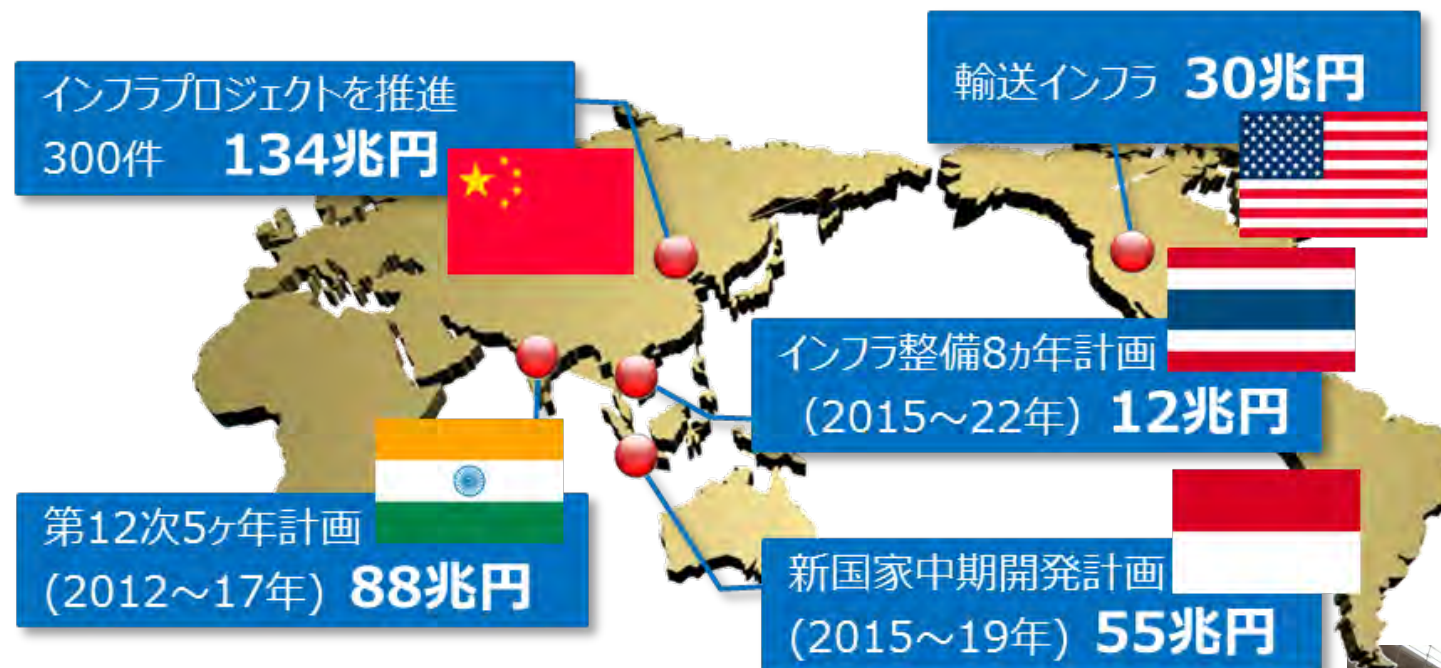 インフラプロジェクトを推進
300件 134兆円
輸送インフラ 30兆円
インフラ整備8ヵ年計画
(2015～22年) 12兆円
第12次5ヶ年計画
(2012～17年) 88兆円
新国家中期開発計画
(2015～19年) 55兆円